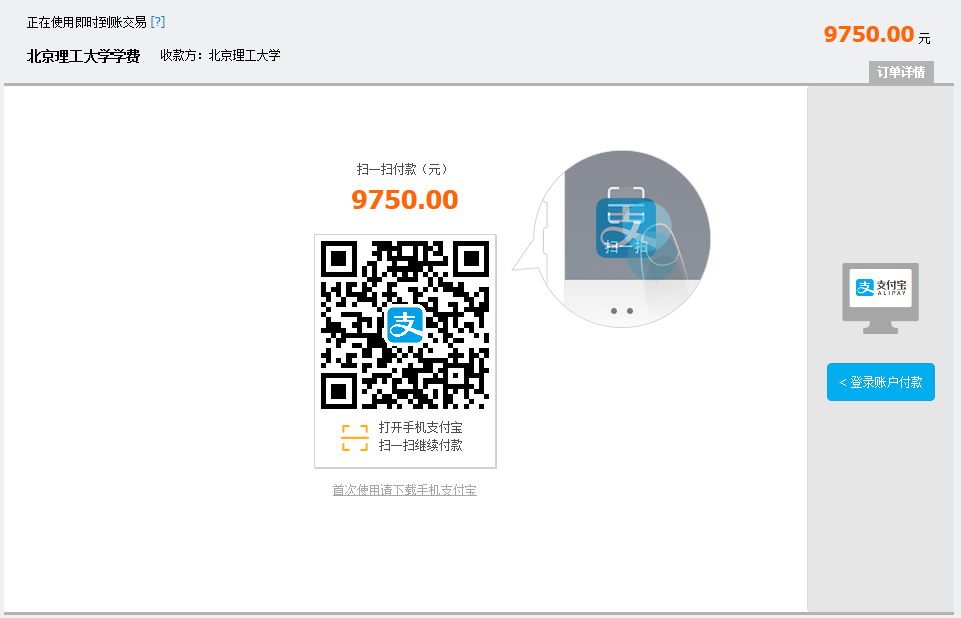 正在使用即时到账交易 [?]
北京理工大学学费 收款方：北京理工大学
9750.00 元
订单详情
扫一扫付款（元）
9750.00
支
扫一扫
支
打开手机支付宝
扫一扫继续付款
首次使用请下载手机支付宝
支 支付宝
ALIPAY
< 登录账户付款